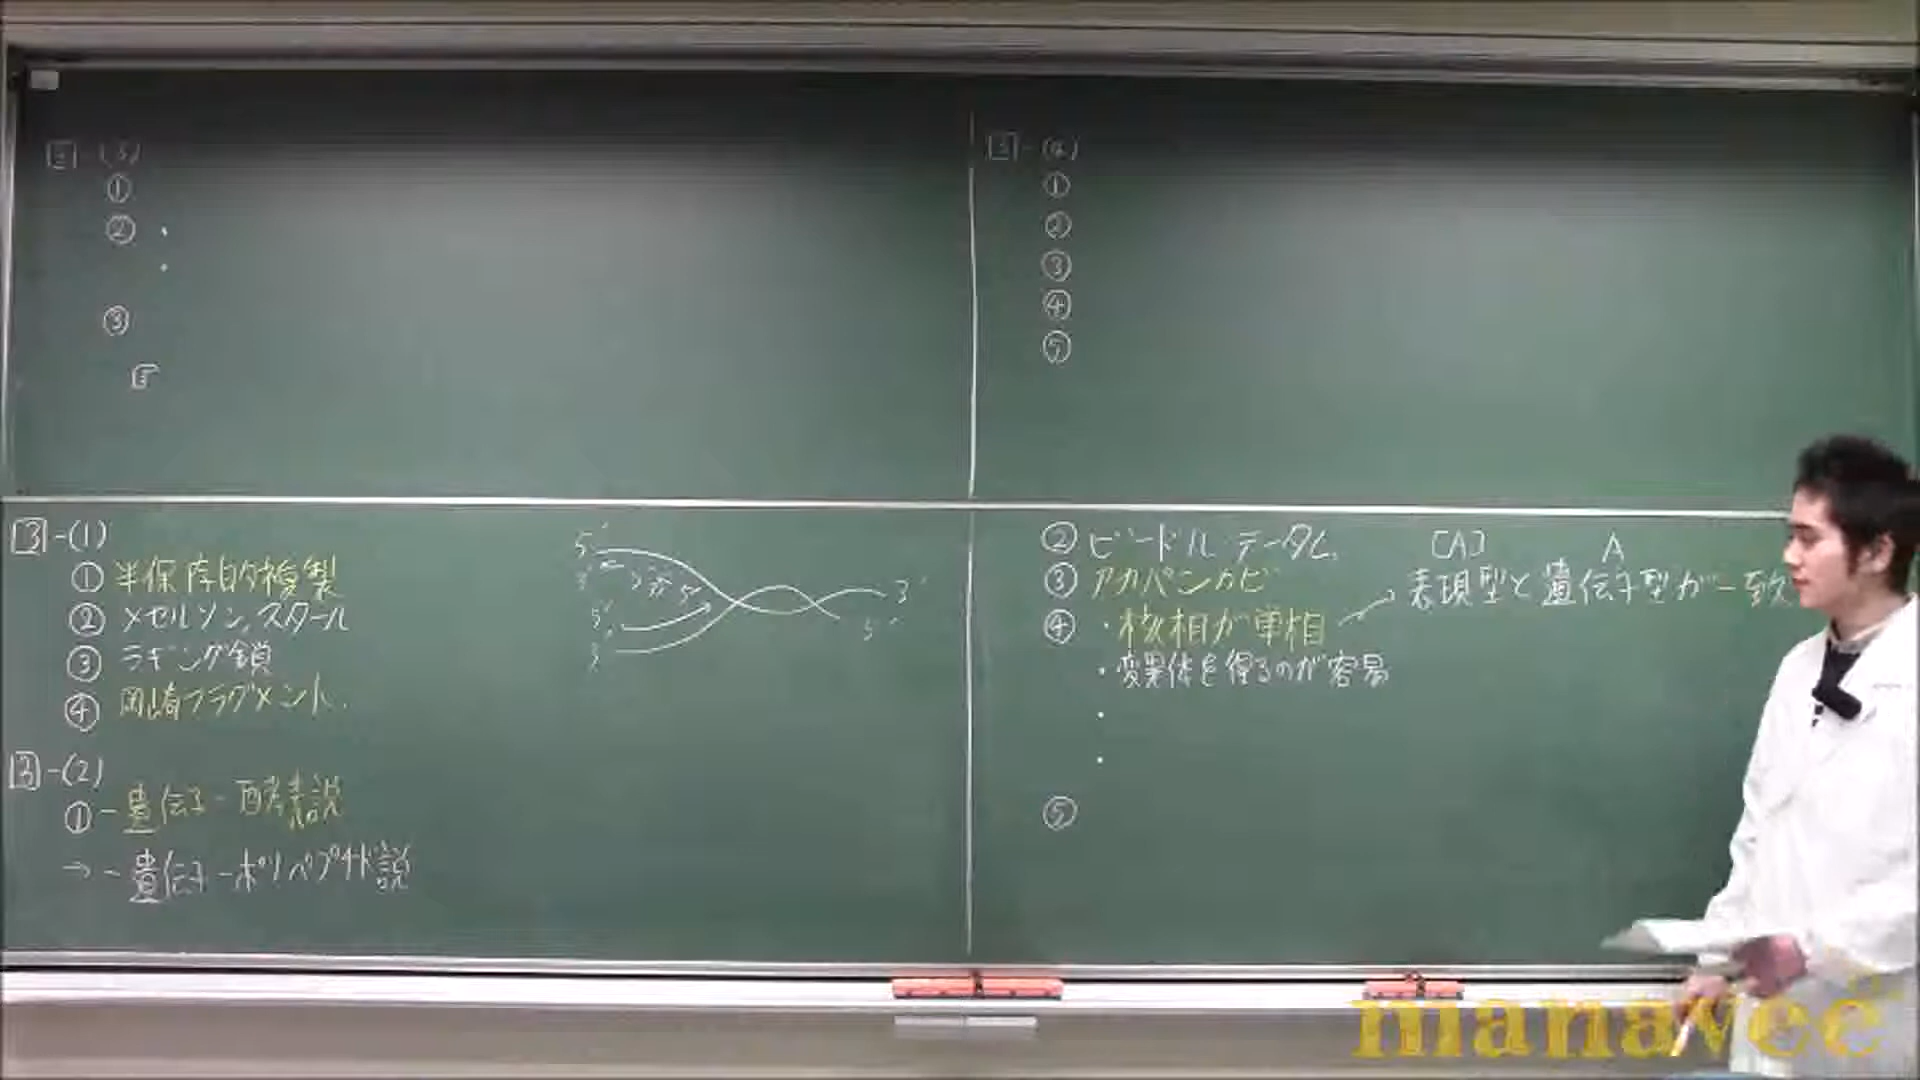 ③-(3)
①
②・
・
③
3-(4)
①
②
③
④
⑤
3-(1)
① 半保存的複製
② メセルソン,スタール
③ ラギング鎖
④ 岡崎フラグメント.
5'
3'
5'
3'
3'
5'
3-(2)
① 一遺伝子-酵素説
→ 一遺伝子-ポリペプチド説
② ビードル・テータム
[A] A
③ アカパンカビ
表現型と遺伝子型が一致
④ ・核相が単相
・変異体を得るのが容易
・
・
⑤
manavee